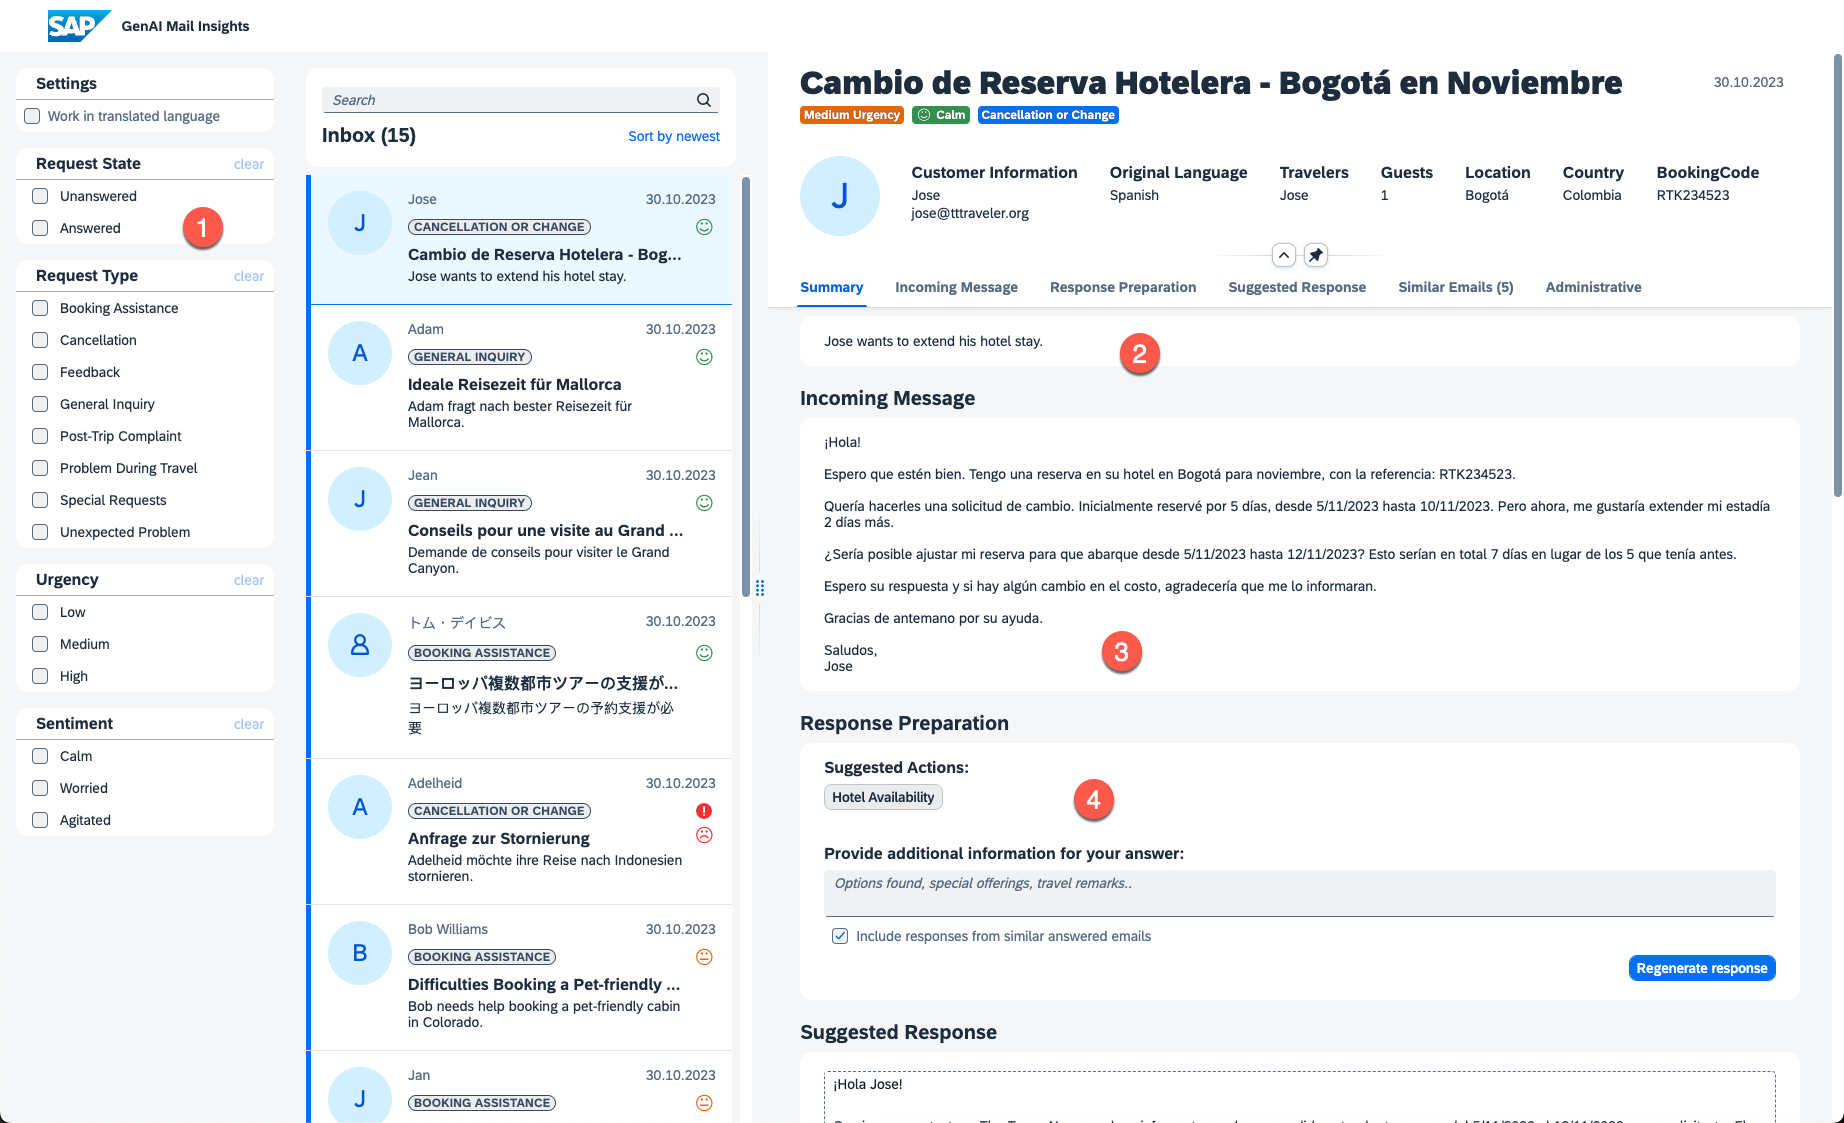 SAP GenAI Mail Insights
Settings
Work in translated language
Request State clear
Unanswered
Answered
1
Request Type clear
Booking Assistance
Cancellation
Feedback
General Inquiry
Post-Trip Complaint
Problem During Travel
Special Requests
Unexpected Problem
Urgency clear
Low
Medium
High
Sentiment clear
Calm
Worried
Agitated
Search
Inbox (15) Sort by newest
J
Jose 30.10.2023
CANCELLATION OR CHANGE
Cambio de Reserva Hotelera - Bog...
Jose wants to extend his hotel stay.
A
Adam 30.10.2023
GENERAL INQUIRY
Ideale Reisezeit für Mallorca
Adam fragt nach bester Reisezeit für
Mallorca.
J
Jean 30.10.2023
GENERAL INQUIRY
Conseils pour une visite au Grand ...
Demande de conseils pour visiter le Grand
Canyon.
トム・デイビス 30.10.2023
BOOKING ASSISTANCE
ヨーロッパ複数都市ツアーの支援が...
ヨーロッパ複数都市ツアーの予約支援が必
要
A
Adelheid 30.10.2023
CANCELLATION OR CHANGE
Anfrage zur Stornierung
Adelheid möchte ihre Reise nach Indonesien
stornieren.
B
Bob Williams 30.10.2023
BOOKING ASSISTANCE
Difficulties Booking a Pet-friendly ...
Bob needs help booking a pet-friendly cabin
in Colorado.
J
Jan 30.10.2023
BOOKING ASSISTANCE
Cambio de Reserva Hotelera - Bogotá en Noviembre 30.10.2023
Medium Urgency Calm Cancellation or Change
J
Customer Information Original Language Travelers Guests Location Country BookingCode
Jose Spanish Jose 1 Bogotá Colombia RTK234523
jose@tttraveler.org
Summary Incoming Message Response Preparation Suggested Response Similar Emails (5) Administrative
Jose wants to extend his hotel stay.
2
Incoming Message
¡Hola!
Espero que estén bien. Tengo una reserva en su hotel en Bogotá para noviembre, con la referencia: RTK234523.
Quería hacerles una solicitud de cambio. Inicialmente reservé por 5 días, desde 5/11/2023 hasta 10/11/2023. Pero ahora, me gustaría extender mi estadía
2 días más.
¿Sería posible ajustar mi reserva para que abarque desde 5/11/2023 hasta 12/11/2023? Esto serían en total 7 días en lugar de los 5 que tenía antes.
Espero su respuesta y si hay algún cambio en el costo, agradecería que me lo informaran.
Gracias de antemano por su ayuda.
Saludos,
Jose
3
Response Preparation
Suggested Actions:
Hotel Availability
4
Provide additional information for your answer:
Options found, special offerings, travel remarks..
Include responses from similar answered emails
Regenerate response
Suggested Response
¡Hola Jose!